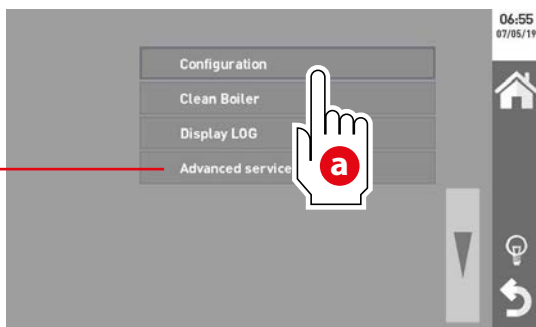 06:55
07/05/19
Configuration
Clean Boiler
Display LOG
Advanced service
a